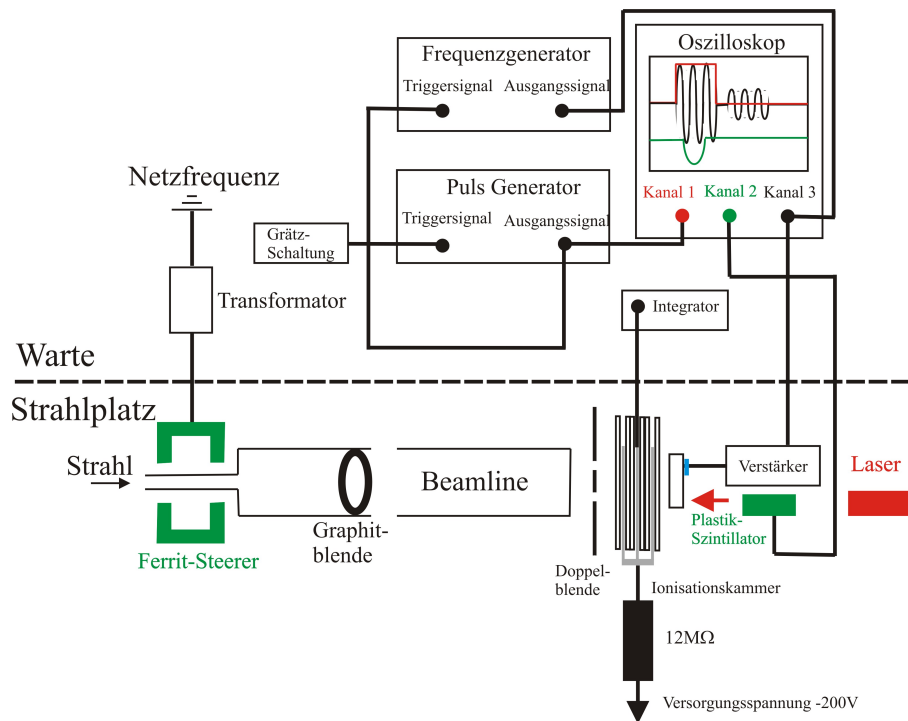 Frequenzgenerator
Triggersignal
Ausgangssignal
Oszilloskop
Kanal 1
Kanal 2
Kanal 3
Netzfrequenz
Puls Generator
Triggersignal
Ausgangssignal
Grätz-
Schaltung
Transformator
Integrator
Warte
Strahlplatz
Strahl
Beamline
Verstärker
Laser
Graphit-
blende
Plastik-
Szintillator
Ferrit-Steerer
Doppel-
blende
Ionisationskammer
12MΩ
Versorgungsspannung -200V